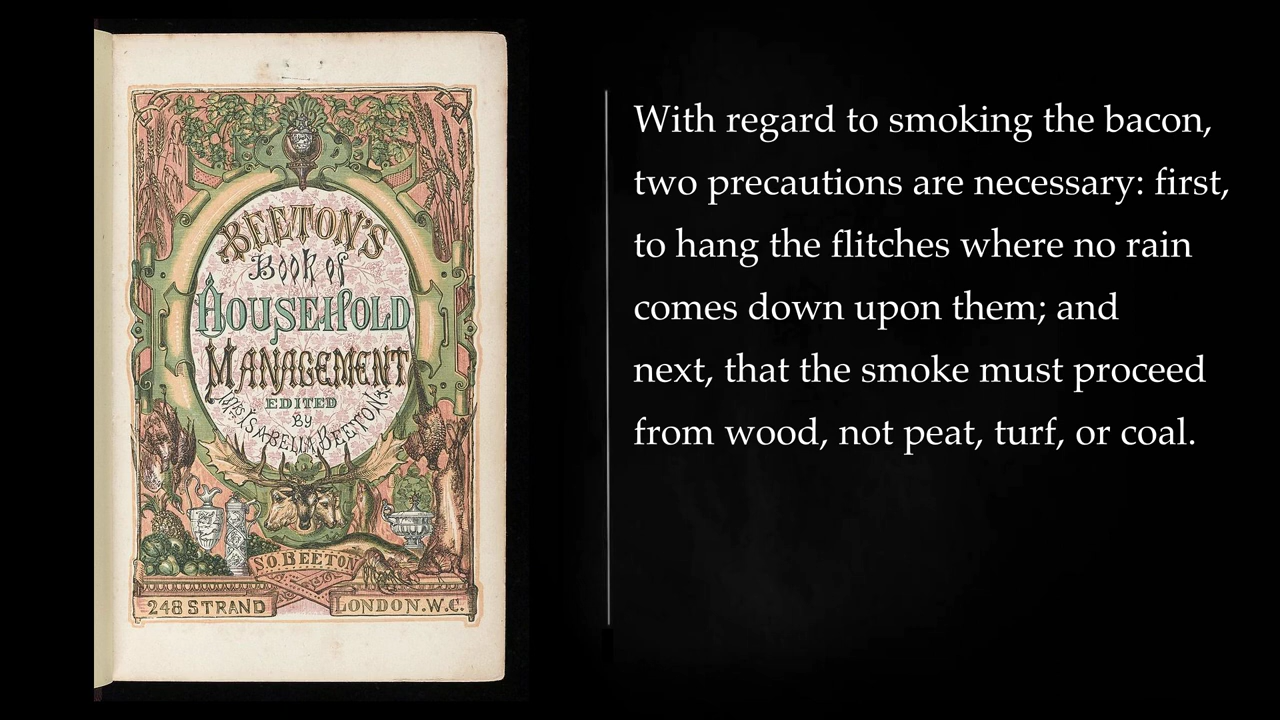 BEETON'S
Book of
HOUSEHOLD
MANAGEMENT
EDITED
By
MRS ISABELLA BEETON
S.O. BEETON
248 STRAND
LONDON.W.C.
With regard to smoking the bacon,
two precautions are necessary: first,
to hang the flitches where no rain
comes down upon them; and
next, that the smoke must proceed
from wood, not peat, turf, or coal.